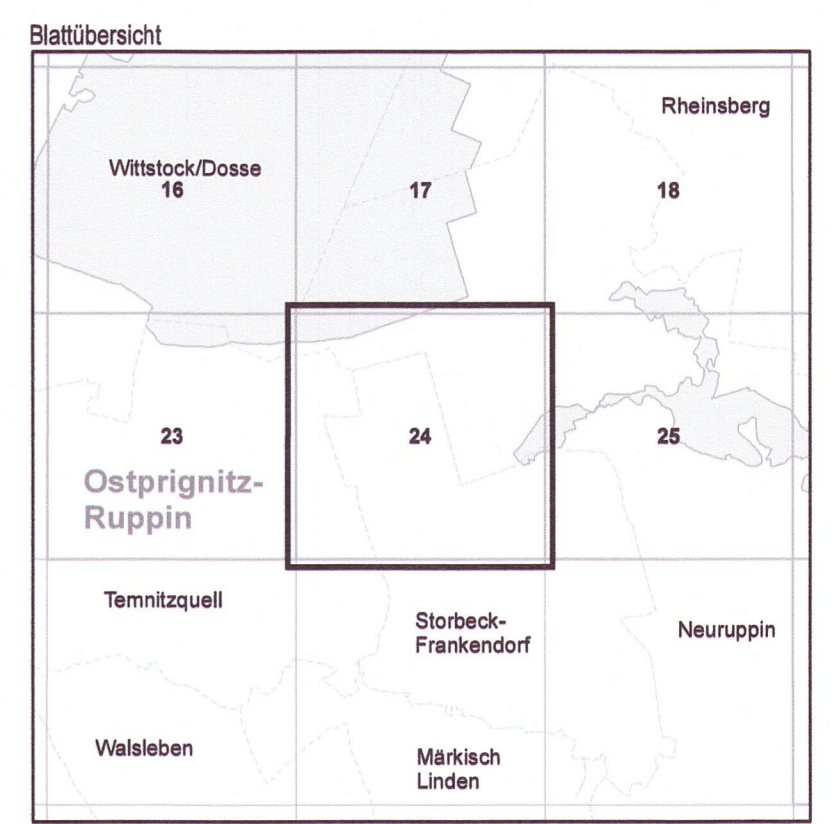 Blattübersicht
Rheinsberg
Wittstock/Dosse
16
17
18
23
24
25
Ostprignitz-
Ruppin
Temnitzquell
Storbeck-
Frankendorf
Neuruppin
Walsleben
Märkisch
Linden